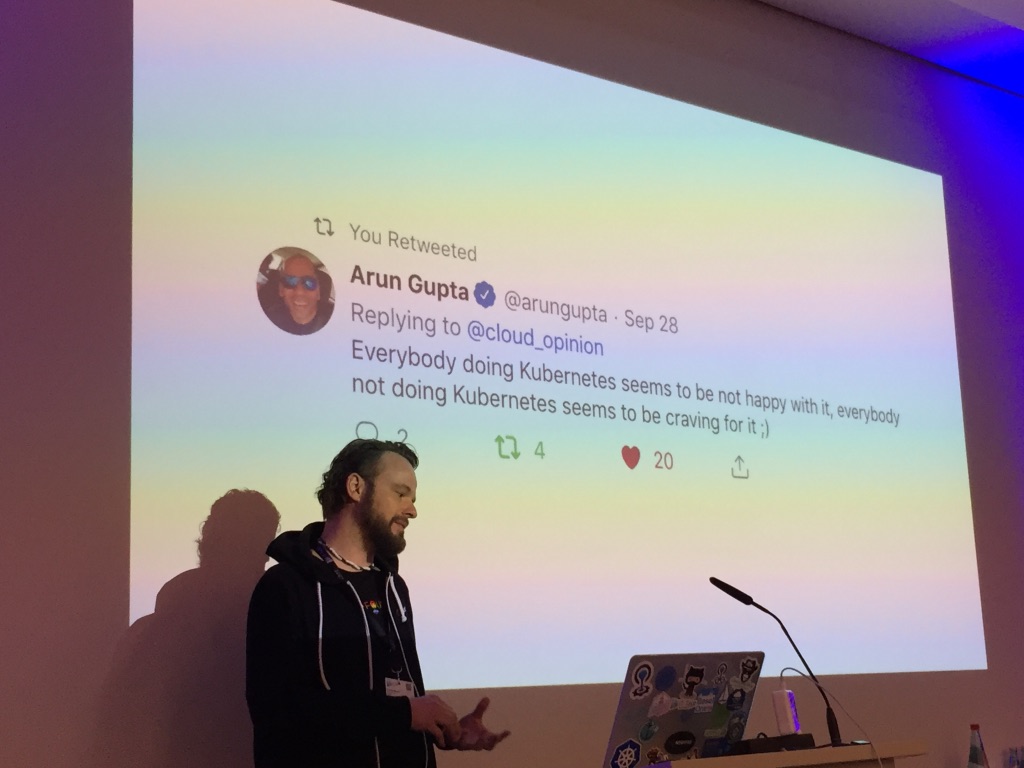 You Retweeted
Arun Gupta @arungupta · Sep 28
Replying to @cloud_opinion
Everybody doing Kubernetes seems to be not happy with it, everybody
not doing Kubernetes seems to be craving for it ;)
2 4 20